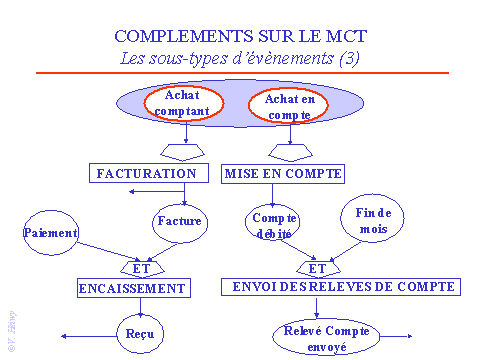 COMPLEMENTS SUR LE MCT
Les sous-types d'évènements (3)
Achat
comptant
Achat en
compte
FACTURATION
MISE EN COMPTE
Paiement
Facture
Compte
débité
Fin de
mois
ET
ET
ENCAISSEMENT
ENVOI DES RELEVES DE COMPTE
Reçu
Relevé Compte
envoyé